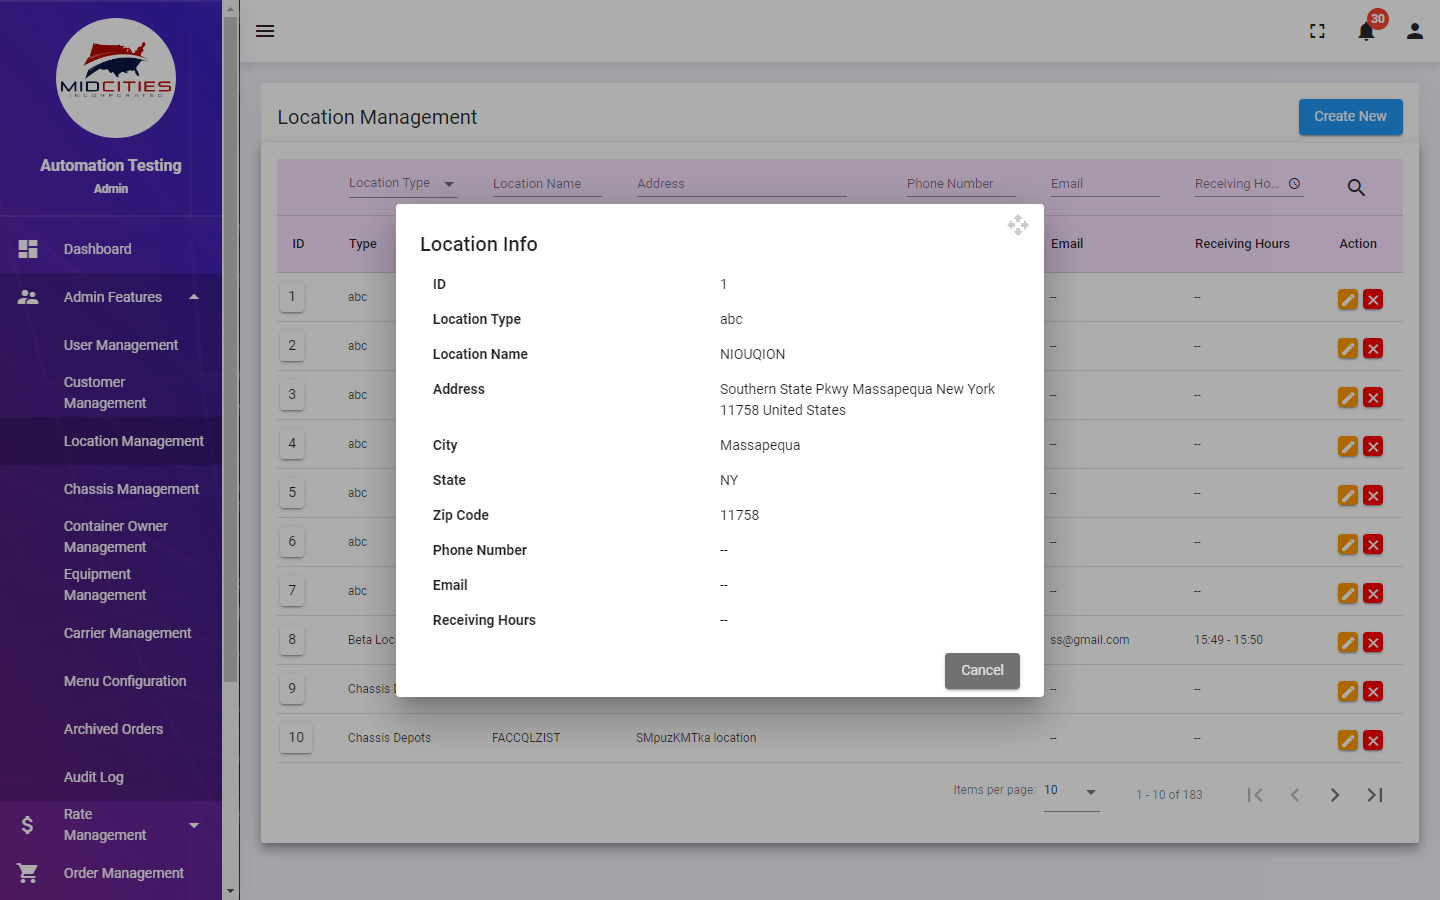 MIDCITIES
INCORPORATED
Automation Testing
Admin
Dashboard
Admin Features
User Management
Customer
Management
Location Management
Chassis Management
Container Owner
Management
Equipment
Management
Carrier Management
Menu Configuration
Archived Orders
Audit Log
Rate
Management
Order Management
30
Location Management
Create New
Location Type
Location Name
Address
Phone Number
Email
Receiving Ho...
ID
Type
Email
Receiving Hours
Action
1 abc -- --
2 abc -- --
3 abc -- --
4 abc -- --
5 abc -- --
6 abc -- --
7 abc -- --
8 Beta Loc ss@gmail.com 15:49 - 15:50
9 Chassis -- --
10 Chassis Depots FACCQLZIST SMpuzKMTka location -- --
Items per page: 10 1 - 10 of 183
Location Info
ID 1
Location Type abc
Location Name NIOUQION
Address Southern State Pkwy Massapequa New York
11758 United States
City Massapequa
State NY
Zip Code 11758
Phone Number --
Email --
Receiving Hours --
Cancel